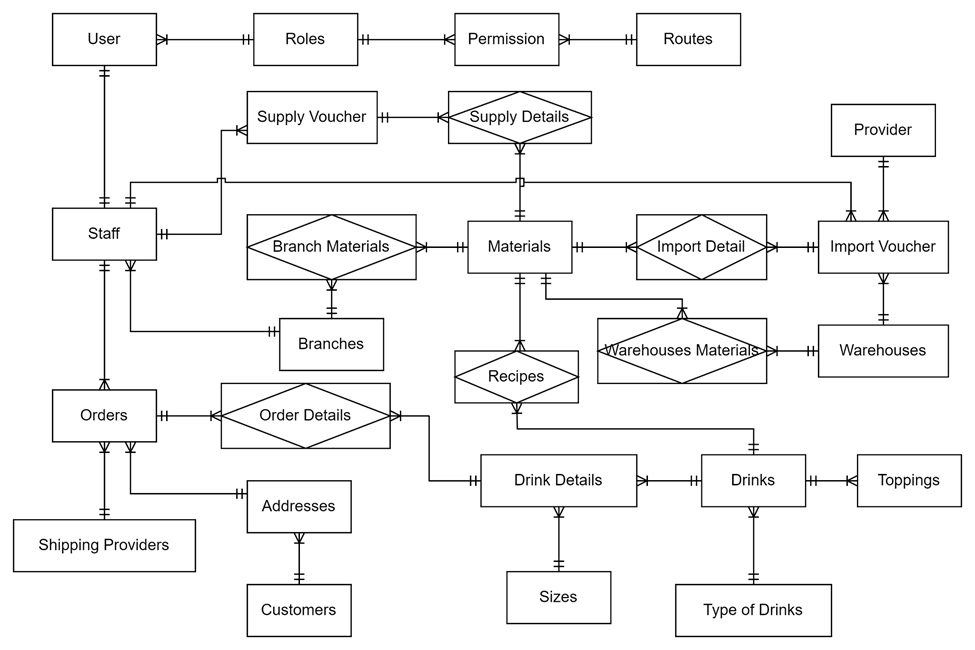 User
Roles
Permission
Routes
Supply Voucher
Supply Details
Provider
Staff
Branch Materials
Materials
Import Detail
Import Voucher
Branches
Warehouses Materials
Warehouses
Recipes
Orders
Order Details
Drink Details
Drinks
Toppings
Addresses
Shipping Providers
Customers
Sizes
Type of Drinks